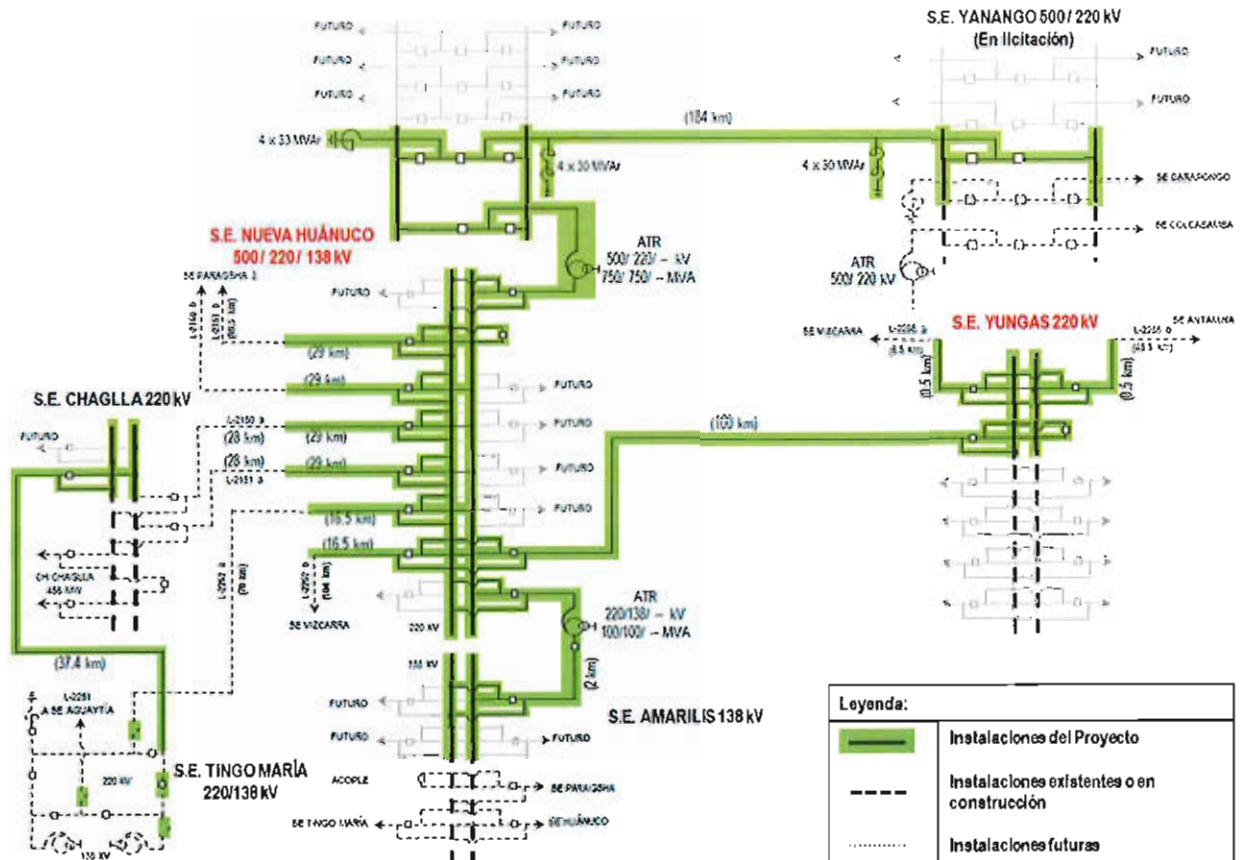 FUTURO
FUTURO
FUTURO
FUTURO
FUTURO
FUTURO
4 x 33 MVAr
4 x 30 MVAr
(184 km)
4 x 30 MVAr
S.E. YANANGO 500/ 220 kV
(En licitación)
FUTURO
FUTURO
SE CARAPONGO
SE COLCABAMBA
ATR
500/ 220 kV
S.E. NUEVA HUÁNUCO
500/ 220/ 138 kV
ATR
500/ 220/ -- kV
750/ 750/ -- MVA
SE PARAGSHA 2
FUTURO
(29 km)
(29 km)
FUTURO
L-2150 b
(28 km)
(29 km)
FUTURO
(28 km)
(29 km)
L-2151 a
FUTURO
(16.5 km)
FUTURO
(16.5 km)
SE VIZCARRA
220 kV
S.E. CHAGLLA 220 kV
FUTURO
CH CHAGLLA
456 MW
(37.4 km)
L-2251
A SE AGUAYTÍA
220 kV
138 KV
S.E. TINGO MARÍA
220/138 kV
S.E. YUNGAS 220 kV
SE VIZCARRA
SE ANTAMINA
(0.5 km)
(0.5 km)
(100 km)
ATR
220/138/ -- kV
100/100/ -- MVA
(2 km)
138 kV
S.E. AMARILIS 138 kV
FUTURO
FUTURO
FUTURO
ACOPLE
SE PARAGSHA
SE TINGO MARÍA
SE HUÁNUCO
Leyenda:
Instalaciones del Proyecto
Instalaciones existentes o en
construcción
Instalaciones futuras